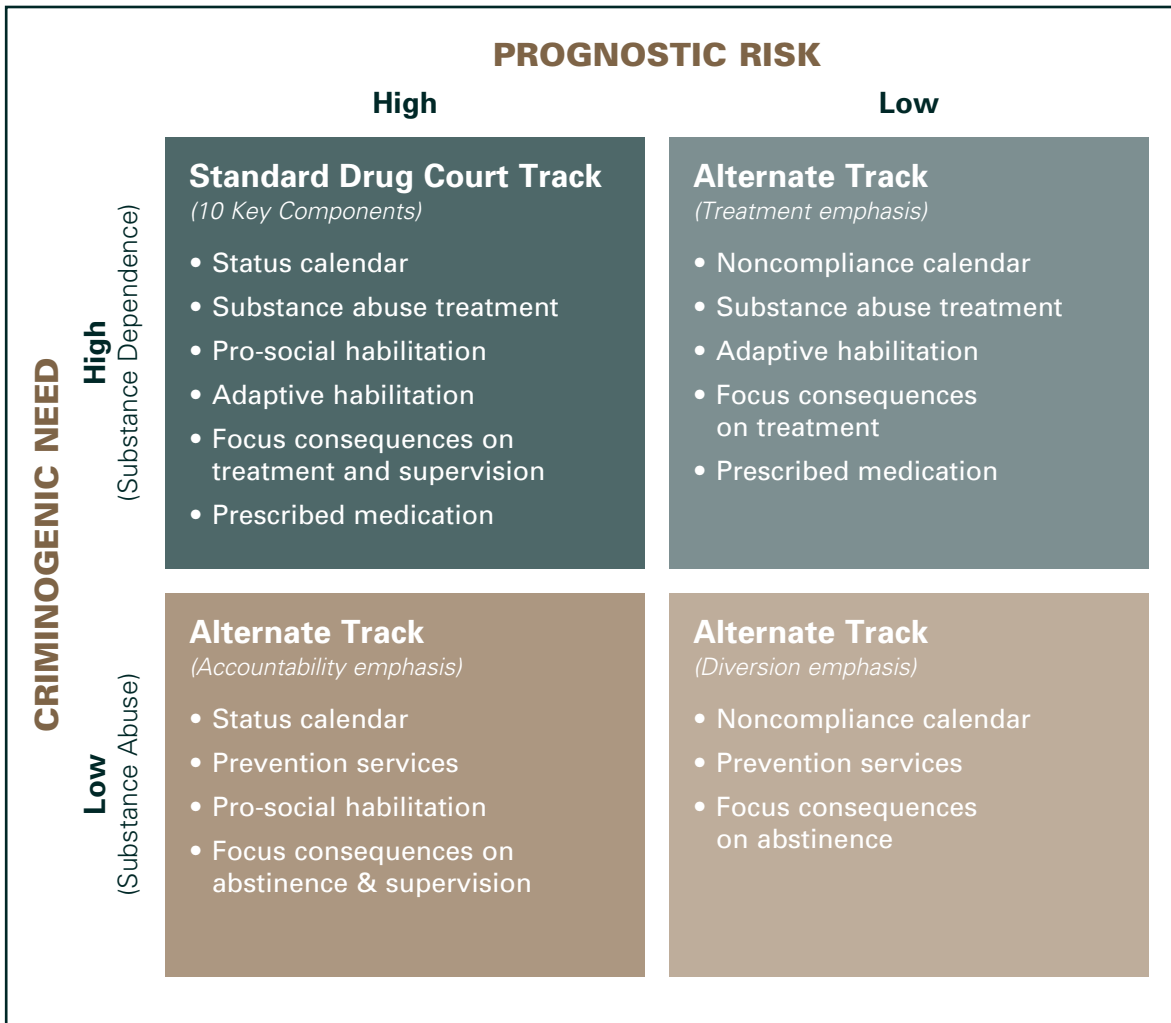 PROGNOSTIC RISK
High
Low
CRIMINOGENIC NEED
High
(Substance Dependence)
Standard Drug Court Track
(10 Key Components)
• Status calendar
• Substance abuse treatment
• Pro-social habilitation
• Adaptive habilitation
• Focus consequences on
treatment and supervision
• Prescribed medication
Alternate Track
(Treatment emphasis)
• Noncompliance calendar
• Substance abuse treatment
• Adaptive habilitation
• Focus consequences
on treatment
• Prescribed medication
Low
(Substance Abuse)
Alternate Track
(Accountability emphasis)
• Status calendar
• Prevention services
• Pro-social habilitation
• Focus consequences on
abstinence & supervision
Alternate Track
(Diversion emphasis)
• Noncompliance calendar
• Prevention services
• Focus consequences
on abstinence